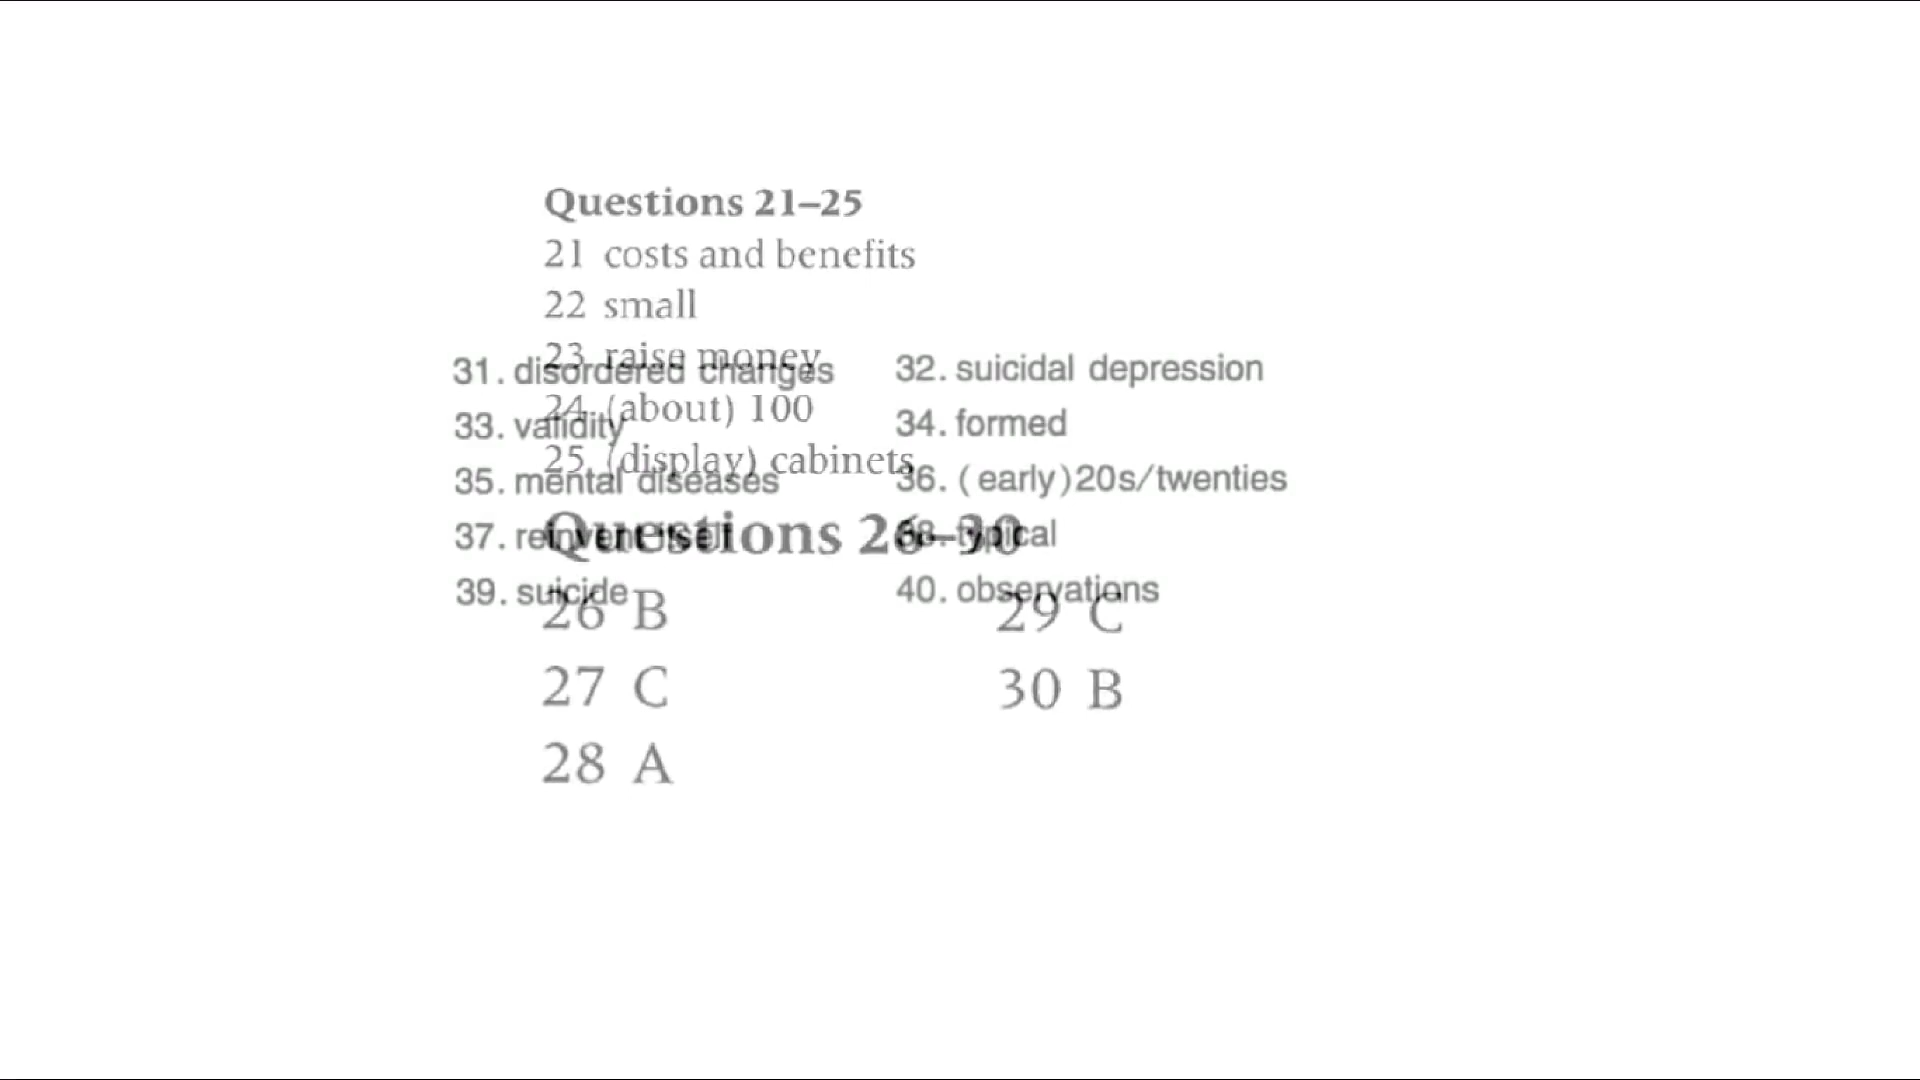 Questions 21–25
21 costs and benefits
22 small
23 raise money
24 (about) 100
25 (display) cabinets
Questions 26–30
26 B
27 C
28 A
29 C
30 B
31. disordered changes
32. suicidal depression
33. validity
34. formed
35. mental diseases
36. (early)20s/twenties
37. reinvent itself
38. typical
39. suicide
40. observations